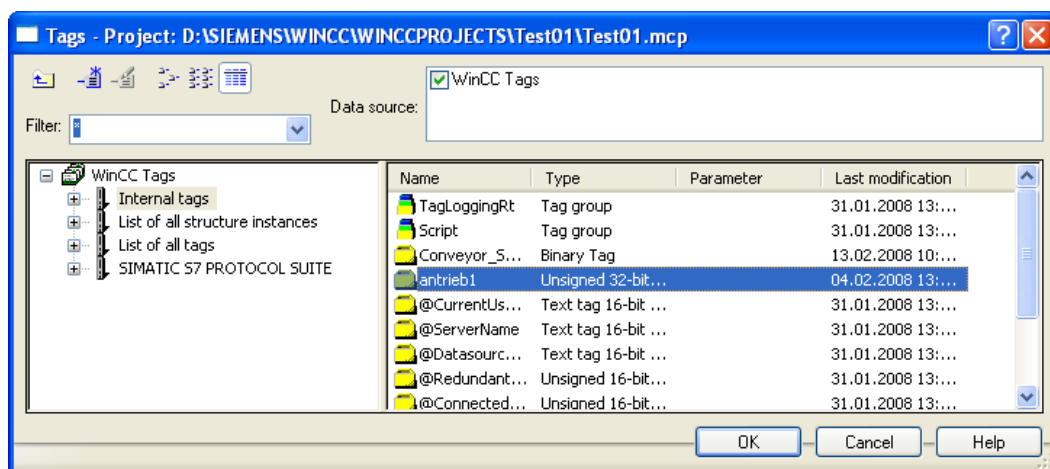 Tags - Project: D:\SIEMENS\WINCC\WINCCPROJECTS\Test01\Test01.mcp
WinCC Tags
Data source:
Filter: *
WinCC Tags
Internal tags
List of all structure instances
List of all tags
SIMATIC S7 PROTOCOL SUITE
Name Type Parameter Last modification
TagLoggingRt Tag group 31.01.2008 13:...
Script Tag group 31.01.2008 13:...
Conveyor_S... Binary Tag 13.02.2008 10:...
antrieb1 Unsigned 32-bit... 04.02.2008 13:...
@CurrentUs... Text tag 16-bit ... 31.01.2008 13:...
@ServerName Text tag 16-bit ... 31.01.2008 13:...
@Datasourc... Text tag 16-bit ... 31.01.2008 13:...
@Redundant... Unsigned 16-bit... 31.01.2008 13:...
@Connected... Unsigned 16-bit... 31.01.2008 13:...
OK Cancel Help